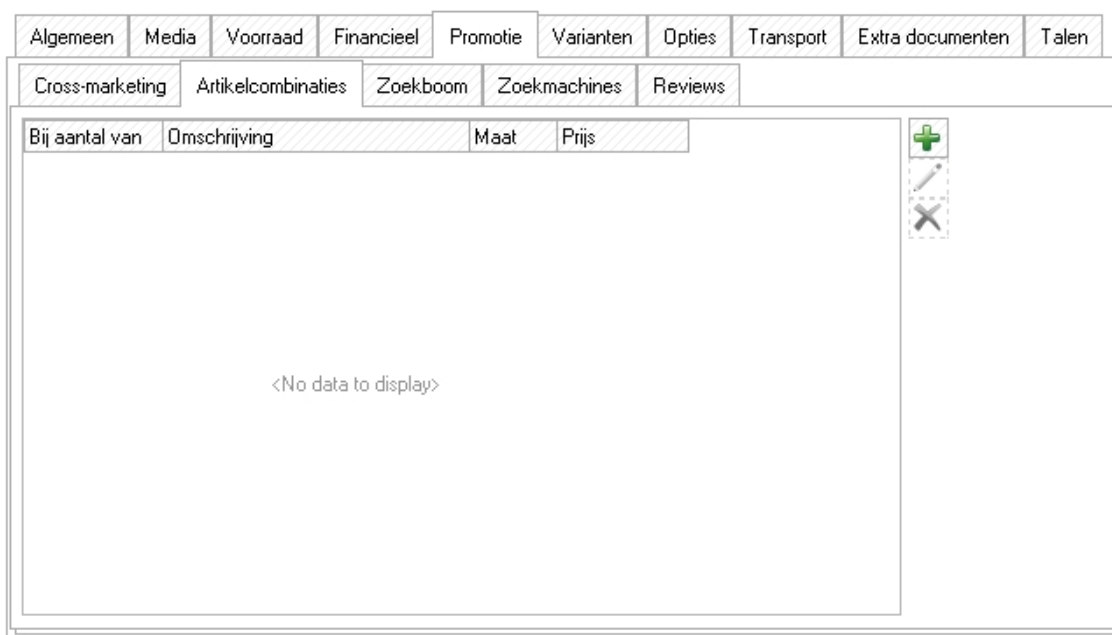 Algemeen Media Voorraad Financieel Promotie Varianten Opties Transport Extra documenten Talen
Cross-marketing Artikelcombinaties Zoekboom Zoekmachines Reviews
Bij aantal van Omschrijving Maat Prijs
<No data to display>